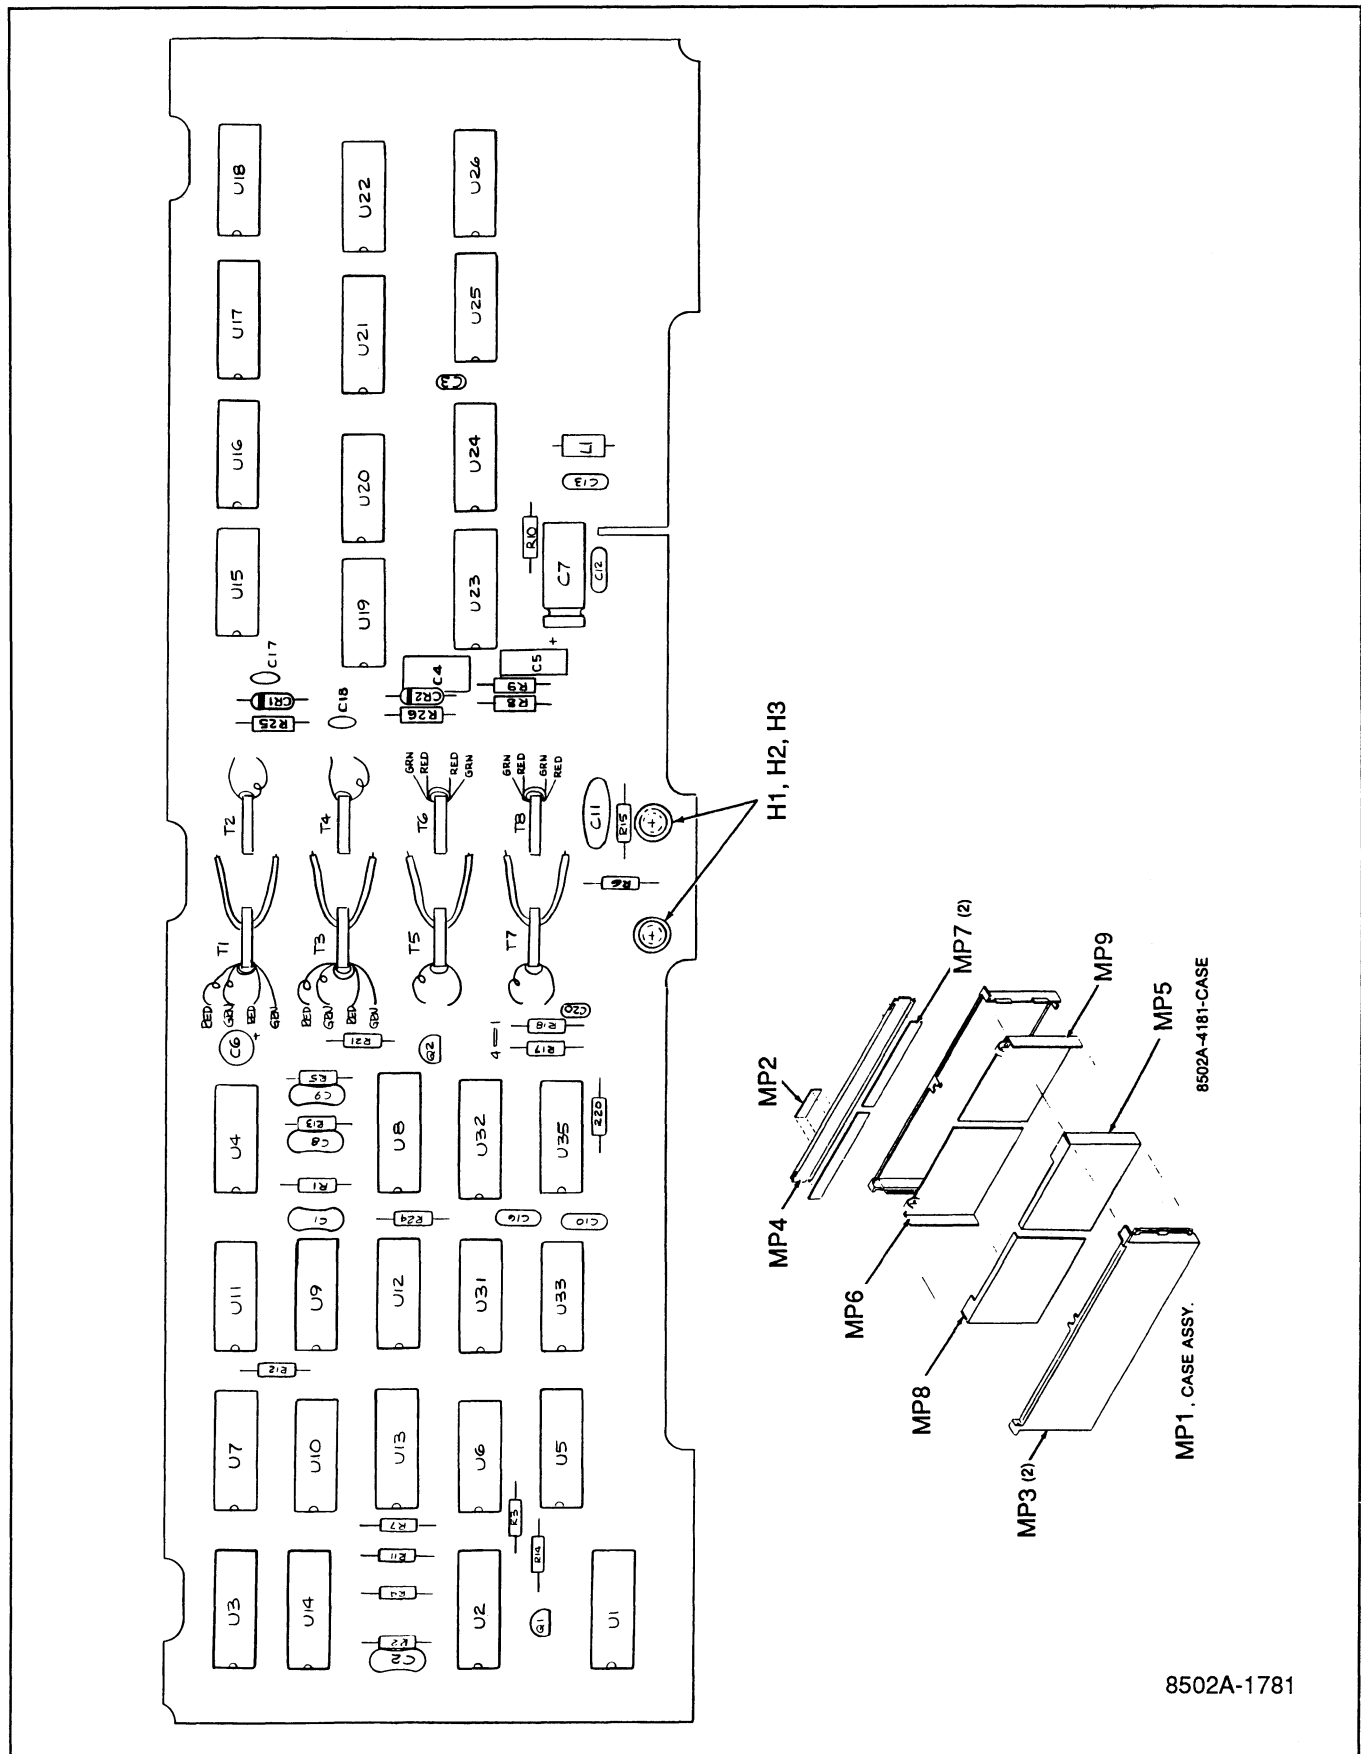 U18
U22
U26
U17
U21
U25
C3
U16
U20
U24
L1
C13
R10
U15
U19
U23
C7
C12
+
C17
C4
C5
CR1
C18
CR2
R9
R25
R26
R8
GRN
RED
RED
GRN
GRN
RED
GRN
RED
T2
T4
T6
T8
C11
R15
H1, H2, H3
R6
T1
T3
T5
T7
RED
GRN
RED
GRN
RED
GRN
RED
GRN
C6
+
R21
Q2
4
1
C20
R18
R17
R5
C9
R13
C8
U4
U8
U32
U35
220
R1
C1
R24
C16
C10
U11
U9
U12
U31
U33
R12
U7
U10
U13
U6
U5
R7
R3
R11
R14
R4
U3
U14
R2
C2
U2
Q1
U1
MP2
MP7 (2)
MP9
MP5
8502A-4181-CASE
MP4
MP6
MP8
MP3 (2)
MP1, CASE ASSY.
8502A-1781